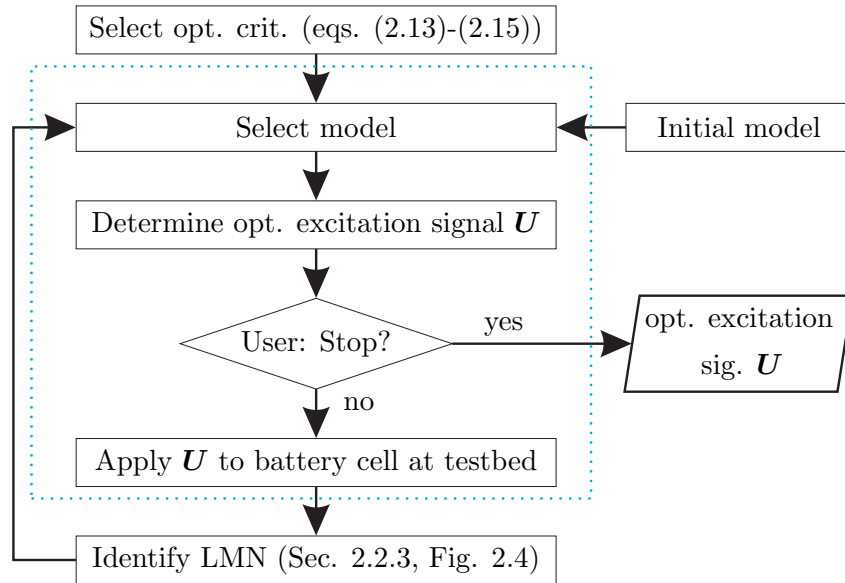 Select opt. crit. (eqs. (2.13)-(2.15))
Select model
Initial model
Determine opt. excitation signal U
User: Stop?
yes
opt. excitation
sig. U
no
Apply U to battery cell at testbed
Identify LMN (Sec. 2.2.3, Fig. 2.4)